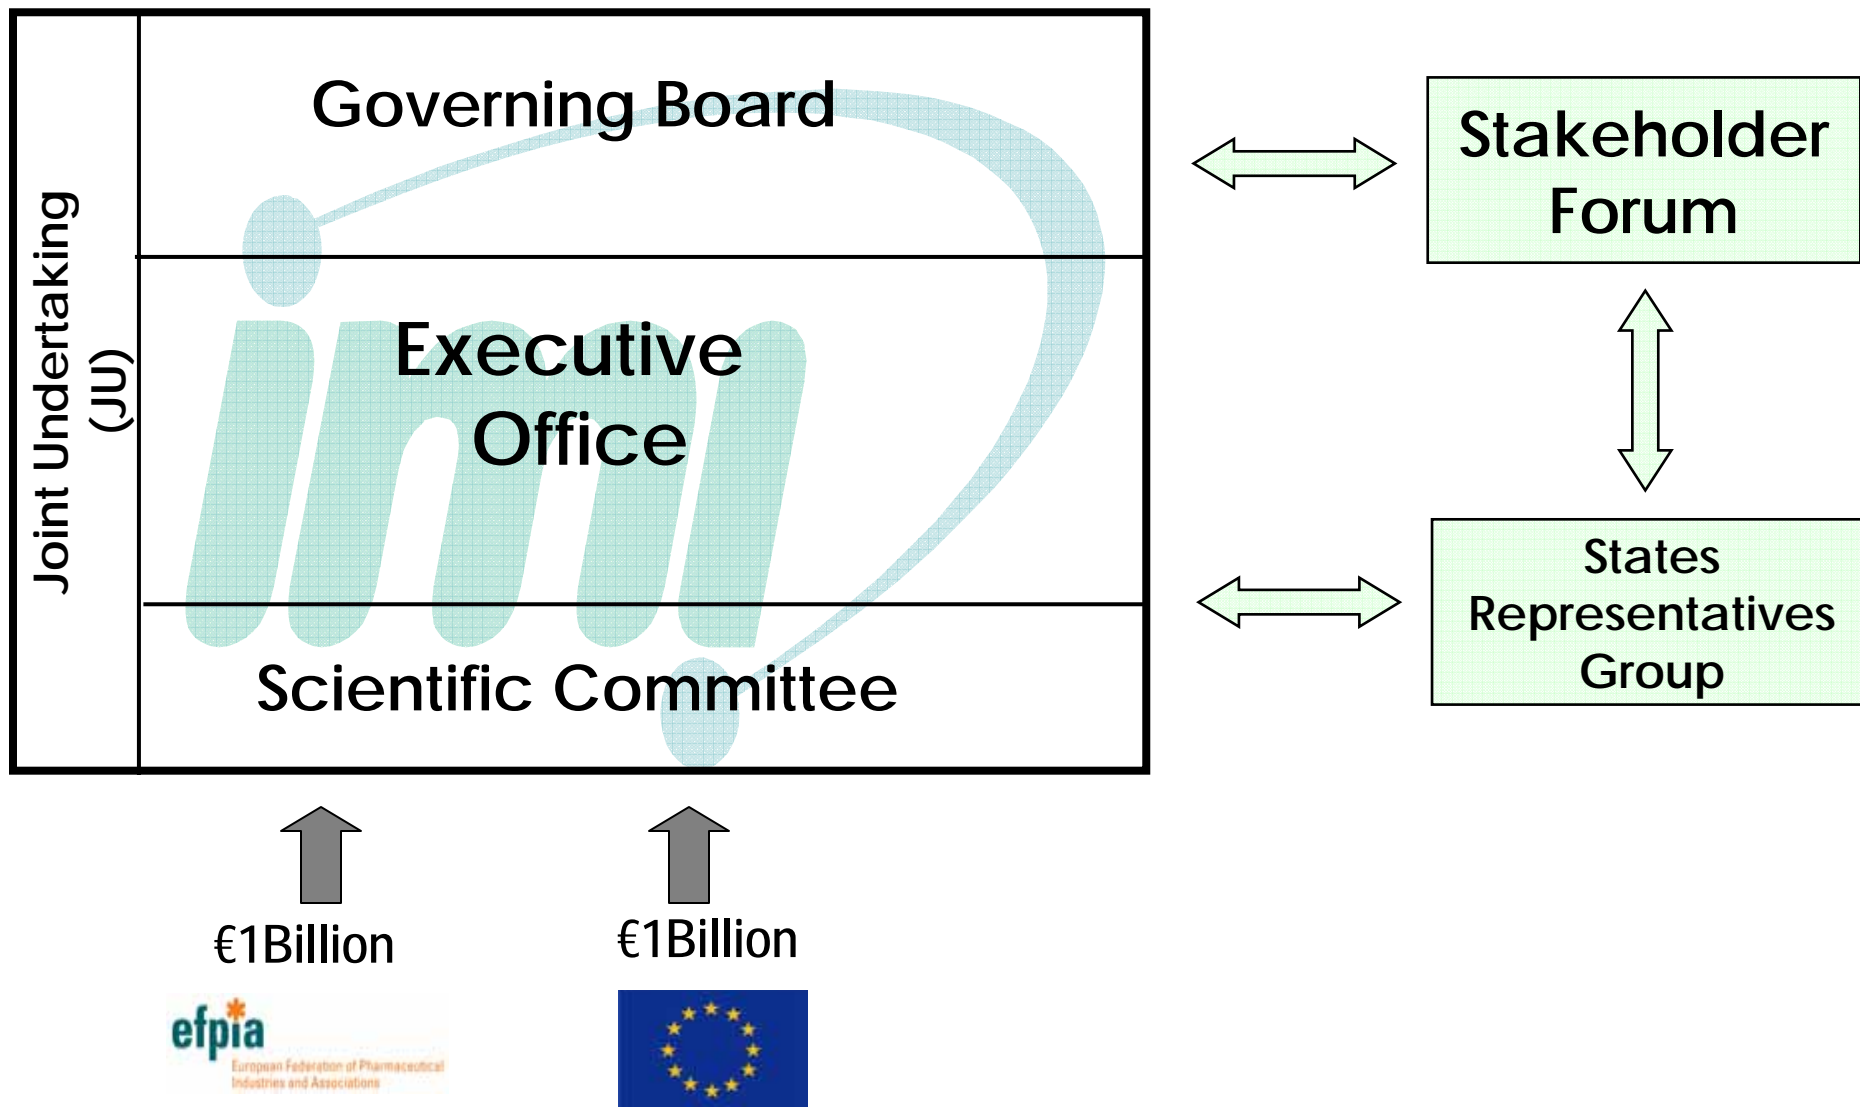 Joint Undertaking
(JU)
Governing Board
Executive
Office
Scientific Committee
imi
Stakeholder
Forum
States
Representatives
Group
€1Billion
€1Billion
efpia
European Federation of Pharmaceutical
Industries and Associations